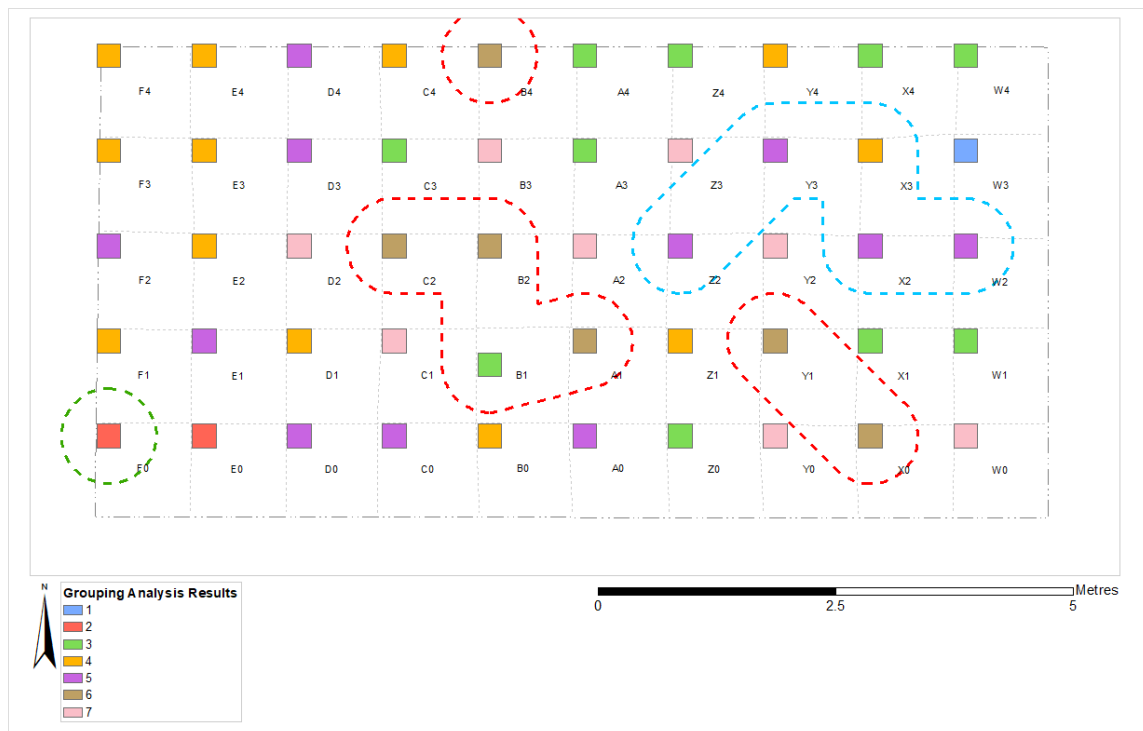 F4 E4 D4 C4 B4 A4 Z4 Y4 X4 W4
F3 E3 D3 C3 B3 A3 Z3 Y3 X3 W3
F2 E2 D2 C2 B2 A2 Z2 Y2 X2 W2
F1 E1 D1 C1 B1 A1 Z1 Y1 X1 W1
F0 E0 D0 C0 B0 A0 Z0 Y0 X0 W0
N
Grouping Analysis Results
1
2
3
4
5
6
7
Metres
0 2.5 5